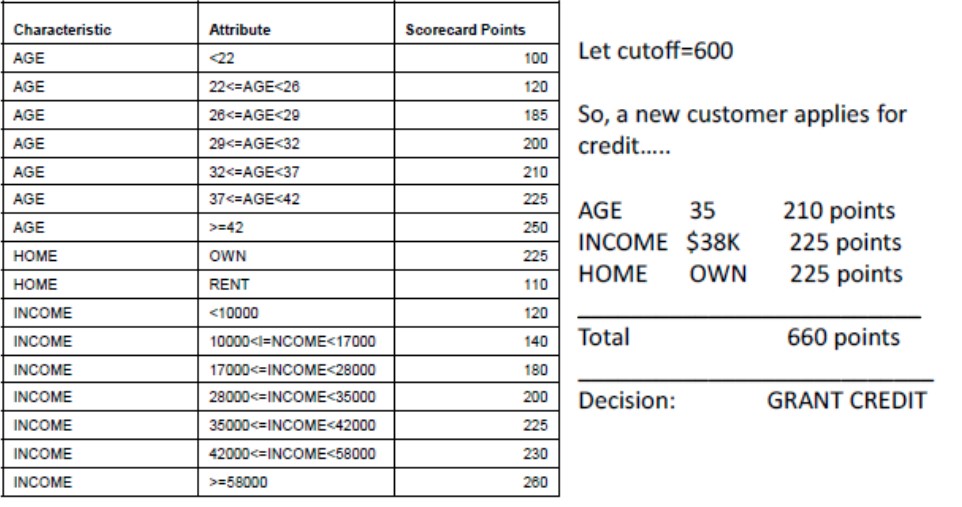 Characteristic Attribute Scorecard Points
AGE <22 100
AGE 22<=AGE<26 120
AGE 26<=AGE<29 185
AGE 29<=AGE<32 200
AGE 32<=AGE<37 210
AGE 37<=AGE<42 225
AGE >=42 250
HOME OWN 225
HOME RENT 110
INCOME <10000 120
INCOME 10000<I=NCOME<17000 140
INCOME 17000<=INCOME<28000 180
INCOME 28000<=INCOME<35000 200
INCOME 35000<=INCOME<42000 225
INCOME 42000<=INCOME<58000 230
INCOME >=58000 260
Let cutoff=600
So, a new customer applies for
credit.....
AGE 35 210 points
INCOME $38K 225 points
HOME OWN 225 points
Total 660 points
Decision: GRANT CREDIT